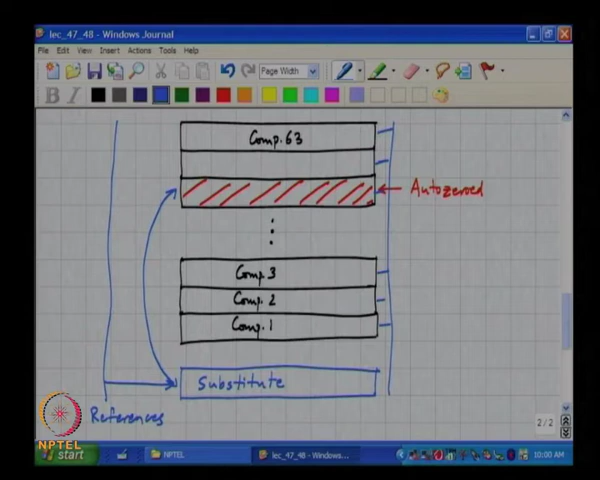 lec_47_48 - Windows Journal
File Edit View Insert Actions Tools Help
Page Width
B I
Comp. 63
Autozeroed
Comp. 3
Comp. 2
Comp. 1
Substitute
References
2/2
NPTEL
start
NPTEL
lec_47_48 - Windows...
10:00 AM